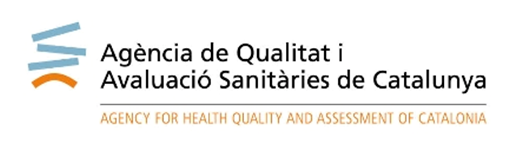 Agència de Qualitat i
Avaluació Sanitàries de Catalunya
AGENCY FOR HEALTH QUALITY AND ASSESSMENT OF CATALONIA